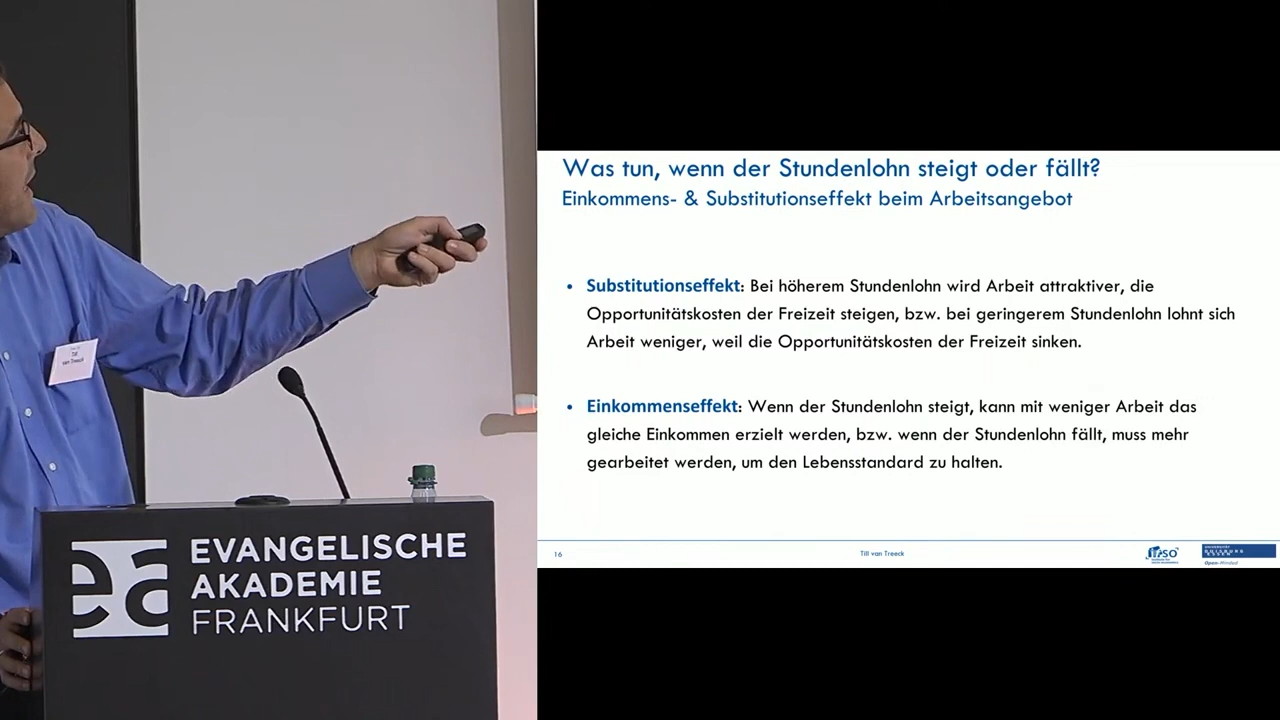 Till
van Treeck
EVANGELISCHE
AKADEMIE
FRANKFURT
ea
Was tun, wenn der Stundenlohn steigt oder fällt?
Einkommens- & Substitutionseffekt beim Arbeitsangebot
• Substitutionseffekt: Bei höherem Stundenlohn wird Arbeit attraktiver, die
Opportunitätskosten der Freizeit steigen, bzw. bei geringerem Stundenlohn lohnt sich
Arbeit weniger, weil die Opportunitätskosten der Freizeit sinken.
• Einkommenseffekt: Wenn der Stundenlohn steigt, kann mit weniger Arbeit das
gleiche Einkommen erzielt werden, bzw. wenn der Stundenlohn fällt, muss mehr
gearbeitet werden, um den Lebensstandard zu halten.
16
Till van Treeck
UNIVERSITÄT
DUISBURG
ESSEN
Open-Minded